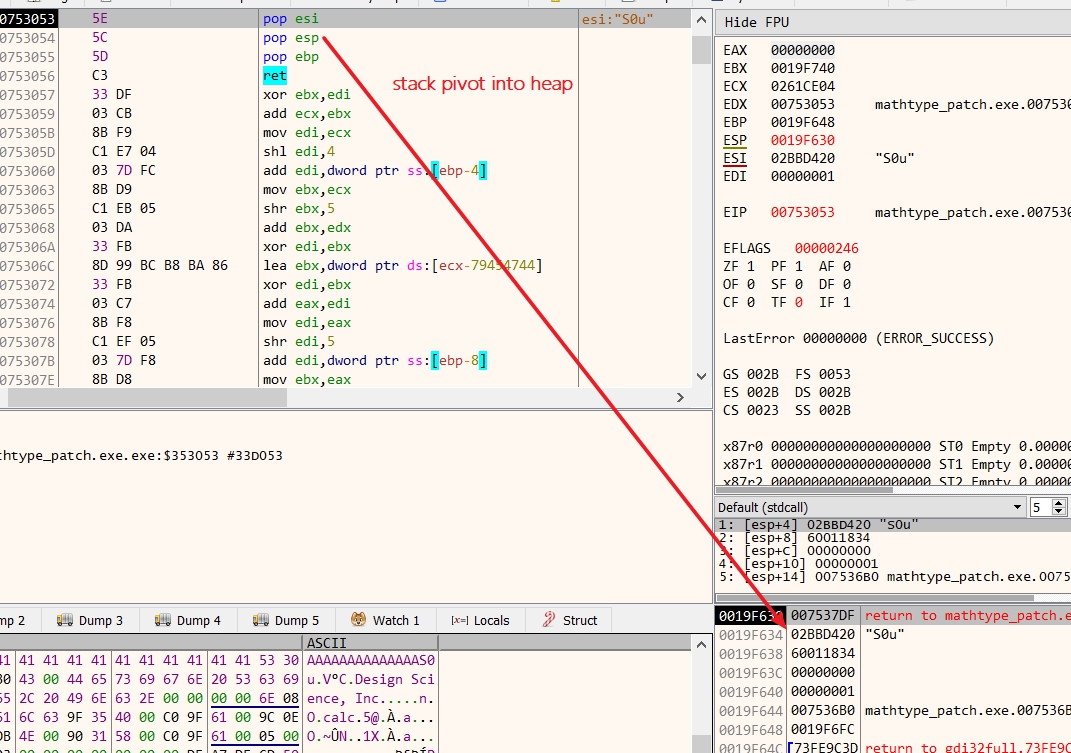 Hide FPU
0753053 5E pop esi esi:"S0u"
0753054 5C pop esp
0753055 5D pop ebp
0753056 C3 ret
0753057 33 DF xor ebx,edi
0753059 03 CB add ecx,ebx
075305B 8B F9 mov edi,ecx
075305D C1 E7 04 shl edi,4
0753060 03 7D FC add edi,dword ptr ss:[ebp-4]
0753063 8B D9 mov ebx,ecx
0753065 C1 EB 05 shr ebx,5
0753068 03 DA add ebx,edx
075306A 33 FB xor edi,ebx
075306C 8D 99 BC B8 BA 86 lea ebx,dword ptr ds:[ecx-79454744]
0753072 33 FB xor edi,ebx
0753074 03 C7 add eax,edi
0753076 8B F8 mov edi,eax
0753078 C1 EF 05 shr edi,5
075307B 03 7D F8 add edi,dword ptr ss:[ebp-8]
075307E 8B D8 mov ebx,eax
stack pivot into heap
EAX 00000000
EBX 0019F740
ECX 0261CE04
EDX 00753053 mathtype_patch.exe.007530
EBP 0019F648
ESP 0019F630
ESI 02BBD420 "S0u"
EDI 00000001
EIP 00753053 mathtype_patch.exe.007530
EFLAGS 00000246
ZF 1 PF 1 AF 0
OF 0 SF 0 DF 0
CF 0 TF 0 IF 1
LastError 00000000 (ERROR_SUCCESS)
GS 002B FS 0053
ES 002B DS 002B
CS 0023 SS 002B
x87r0 00000000000000000000 ST0 Empty 0.0000
x87r1 00000000000000000000 ST1 Empty 0.0000
x87r2 00000000000000000000 ST2 Empty 0.0000
thtype_patch.exe.exe:$353053 #33D053
Default (stdcall) 5
1: [esp+4] 02BBD420 "S0u"
2: [esp+8] 60011834
3: [esp+C] 00000000
4: [esp+10] 00000001
5: [esp+14] 007536B0 mathtype_patch.exe.0075
mp 2 Dump 3 Dump 4 Dump 5 Watch 1 [x=] Locals Struct
ASCII
41 41 41 41 41 41 41 41 41 41 41 53 30 AAAAAAAAAAAAAAS0
43 00 44 65 73 69 67 6E 20 53 63 69 u.V°C.Design Sci
2C 20 49 6E 63 2E 00 00 00 00 6E 08 ence, Inc.....n.
6C 63 9F 35 40 00 C0 9F 61 00 9C 0E O.calc.5@.À.a...
4E 00 90 31 58 00 C0 9F 61 00 05 00 O.~ÛN..1X.À.a...
0019F630 007537DF return to mathtype_patch.e
0019F634 02BBD420 "S0u"
0019F638 60011834
0019F63C 00000000
0019F640 00000001
0019F644 007536B0 mathtype_patch.exe.007536B
0019F648 0019F6FC
0019F64C 73FE9C3D return to gdi32full.73FE9C